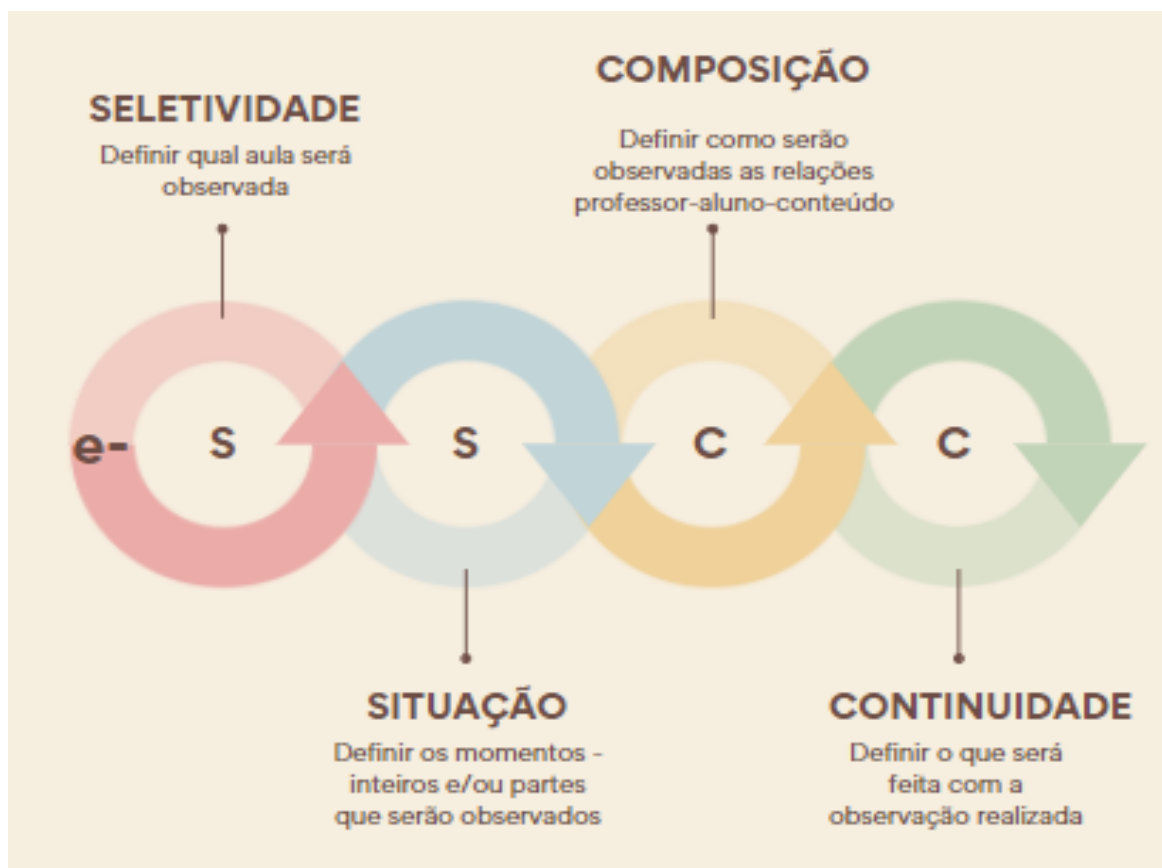 SELETIVIDADE
Definir qual aula será
observada
COMPOSIÇÃO
Definir como serão
observadas as relações
professor-aluno-conteúdo
e-
S
S
C
C
SITUAÇÃO
Definir os momentos -
inteiros e/ou partes
que serão observados
CONTINUIDADE
Definir o que será
feita com a
observação realizada